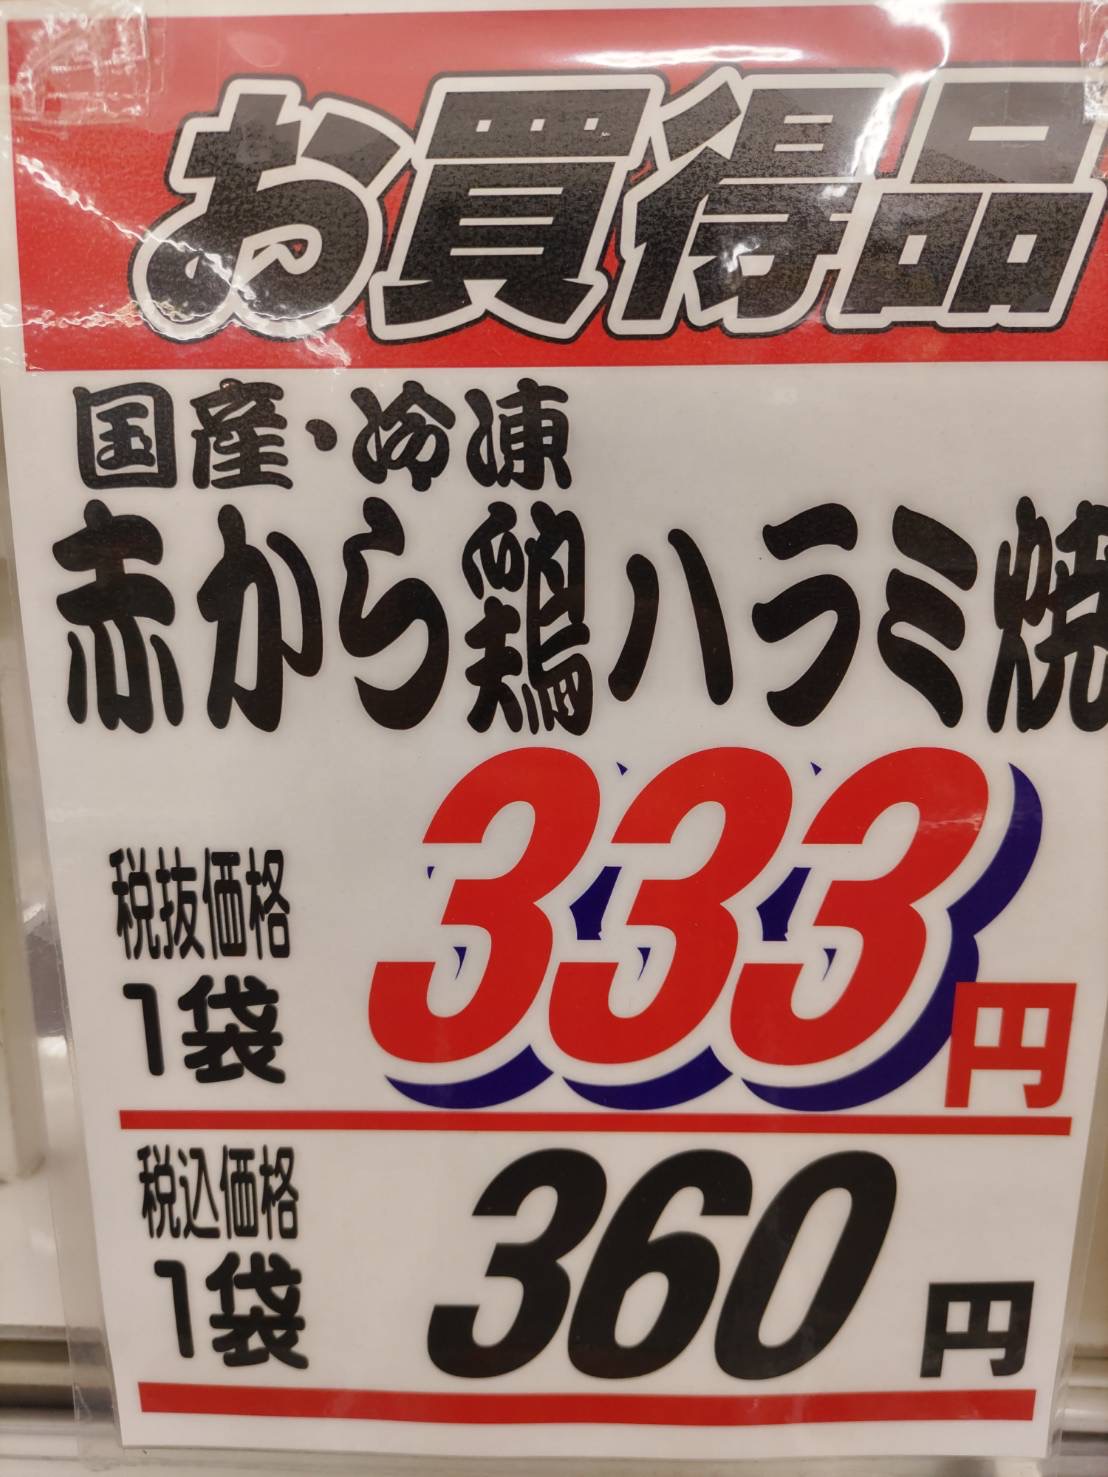 お買得品
国産・冷凍
赤から鶏ハラミ焼
税抜価格
1袋
333円
税込価格
1袋
360円